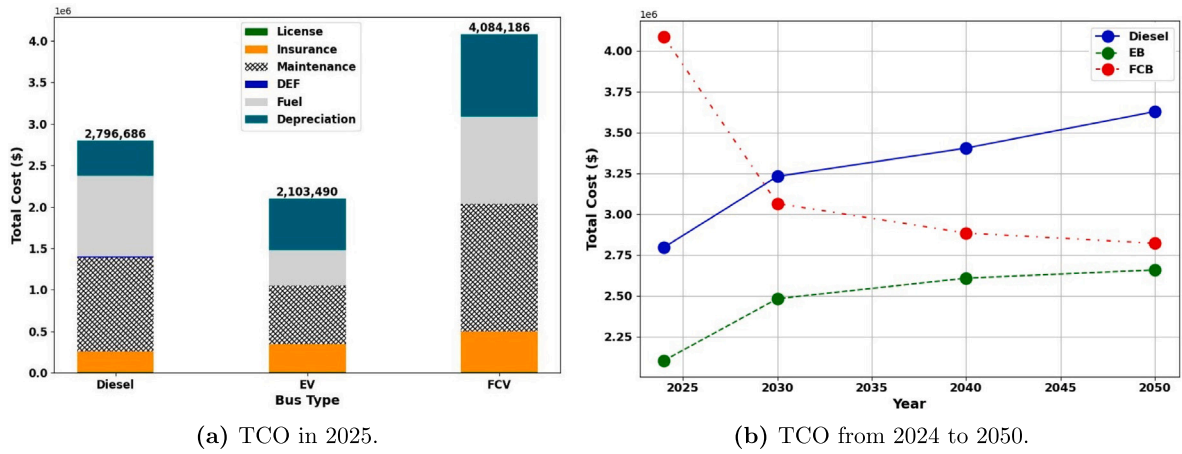 1e6
4,084,186
License
Insurance
Maintenance
DEF
Fuel
Depreciation
2,796,686
2,103,490
4.0
3.5
3.0
2.5
2.0
1.5
1.0
0.5
0.0
Total Cost ($)
Diesel
EV
FCV
Bus Type
(a) TCO in 2025.
1e6
Diesel
EB
FCB
4.00
3.75
3.50
3.25
3.00
2.75
2.50
2.25
Total Cost ($)
2025
2030
2035
2040
2045
2050
Year
(b) TCO from 2024 to 2050.